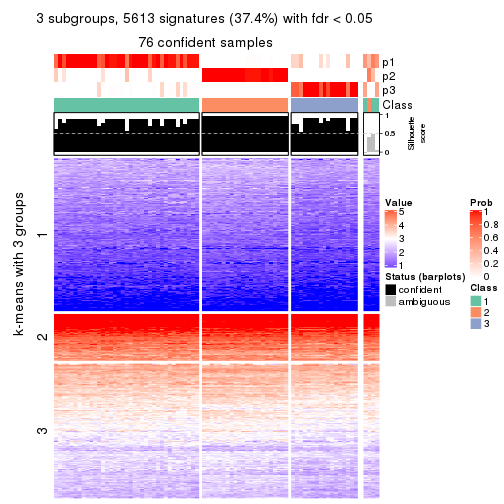 3 subgroups, 5613 signatures (37.4%) with fdr < 0.05
76 confident samples
p1
p2
p3
Class
1
0.5
0
Silhouette
score
k-means with 3 groups
1
2
3
Value
5
4
3
2
1
Status (barplots)
confident
ambiguous
Prob
1
0.8
0.6
0.4
0.2
0
Class
1
2
3